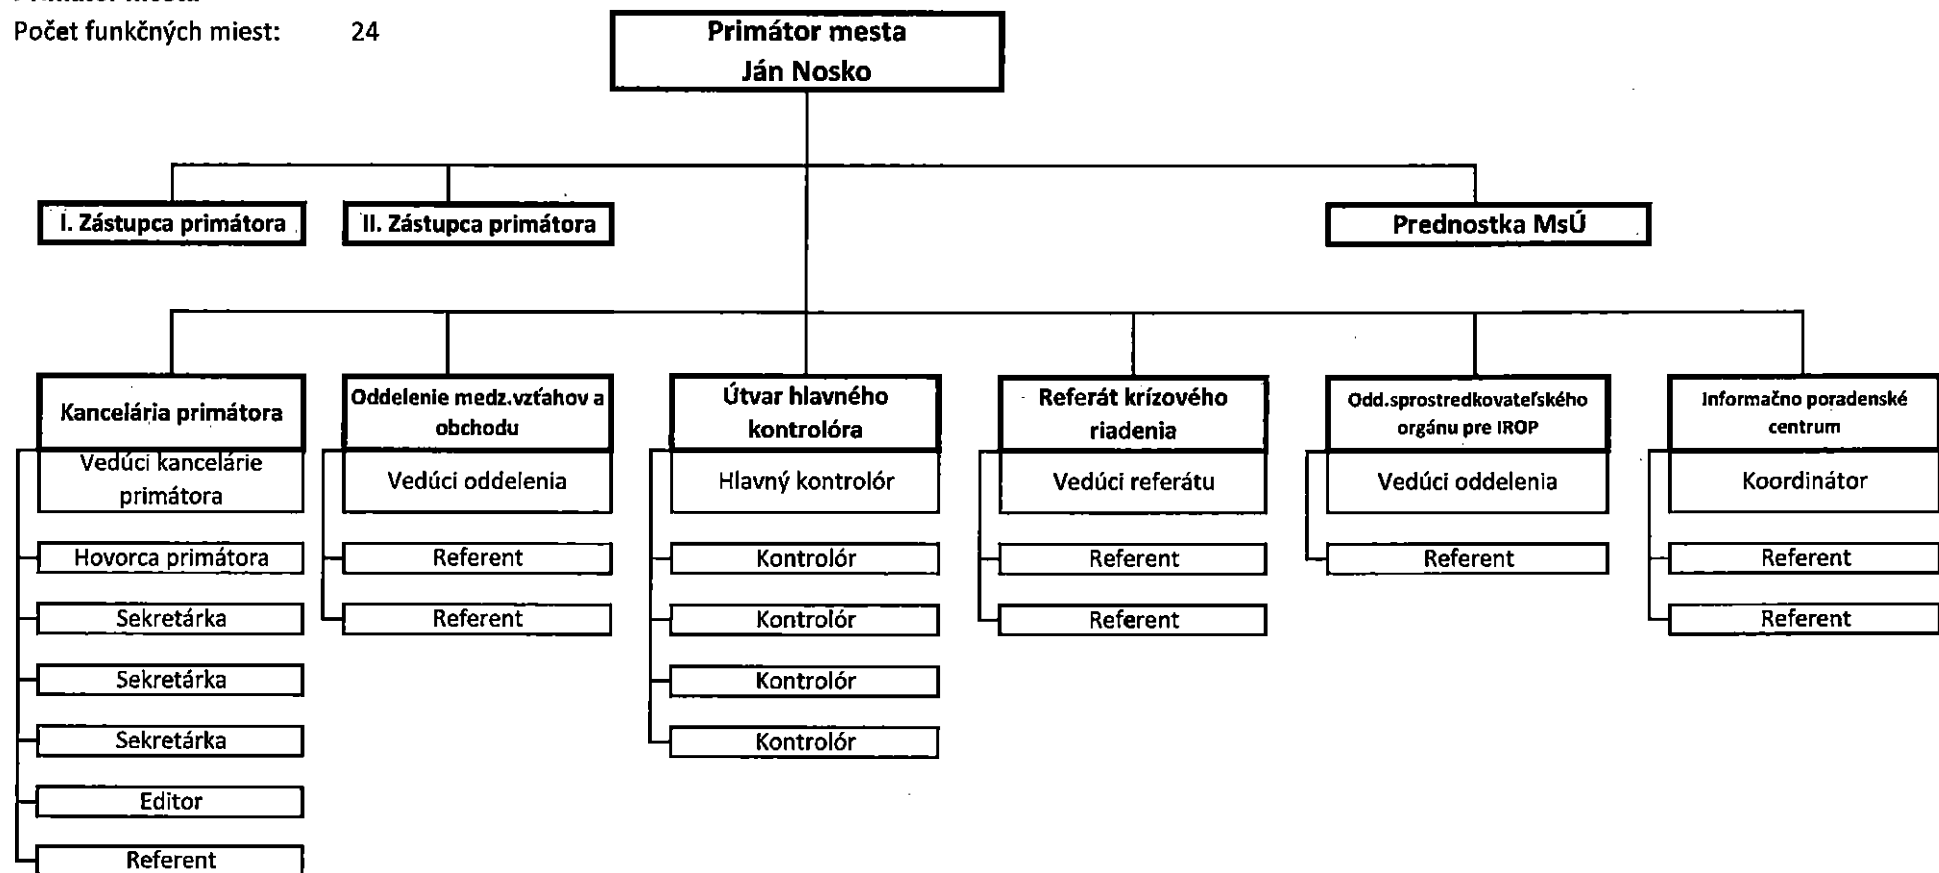 Počet funkčných miest: 24
Primátor mesta
Ján Nosko
I. Zástupca primátora
II. Zástupca primátora
Prednostka MsÚ
Kancelária primátora
Oddelenie medz.vzťahov a
obchodu
Útvar hlavného
kontrolóra
Referát krízového
riadenia
Odd.sprostredkovateľského
orgánu pre IROP
Informačno poradenské
centrum
Vedúci kancelárie
primátora
Vedúci oddelenia
Hlavný kontrolór
Vedúci referátu
Vedúci oddelenia
Koordinátor
Hovorca primátora
Referent
Kontrolór
Referent
Referent
Referent
Sekretárka
Referent
Kontrolór
Referent
Referent
Sekretárka
Kontrolór
Sekretárka
Kontrolór
Editor
Referent